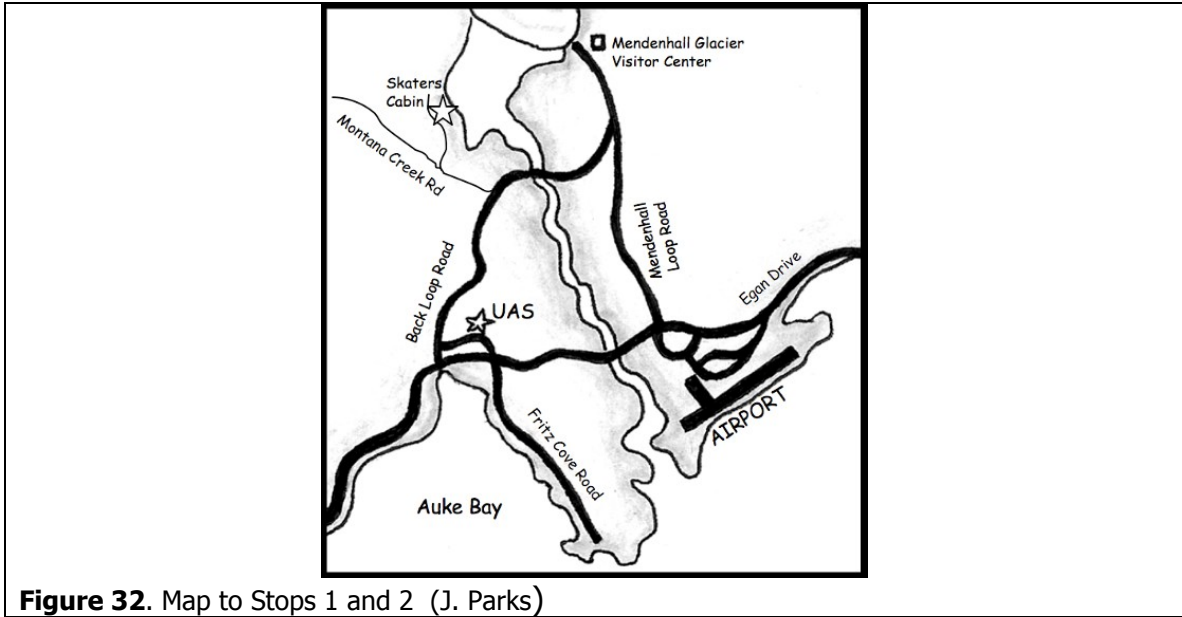 Mendenhall Glacier
Visitor Center
Skaters
Cabin
Montana Creek Rd
Mendenhall
Loop Road
Egan Drive
Back Loop Road
UAS
AIRPORT
Fritz Cove Road
Auke Bay
Figure 32. Map to Stops 1 and 2 (J. Parks)